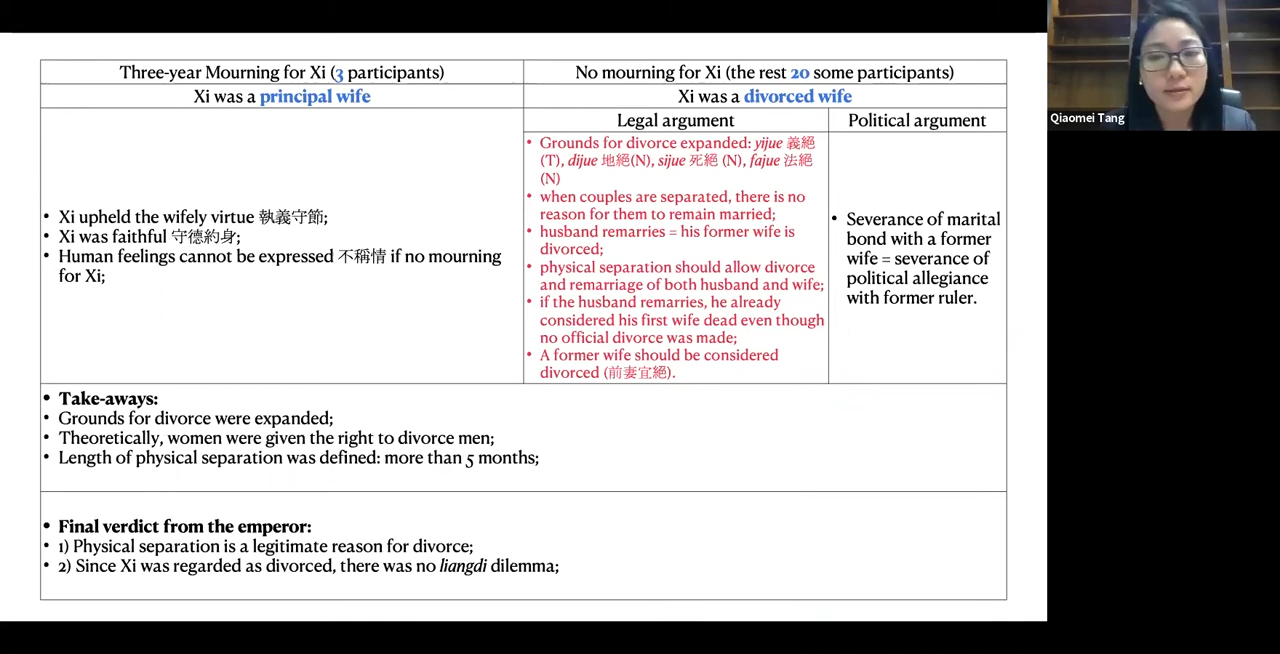 Three-year Mourning for Xi (3 participants)
No mourning for Xi (the rest 20 some participants)
Xi was a principal wife
Xi was a divorced wife
Legal argument
Political argument
• Xi upheld the wifely virtue 執義守節;
• Xi was faithful 守德約身;
• Human feelings cannot be expressed 不稱情 if no mourning
for Xi;
• Grounds for divorce expanded: yijue 義絕
(T), dijue 地絕(N), sijue 死絕 (N), fajue 法絕
(N)
• when couples are separated, there is no
reason for them to remain married;
• husband remarries = his former wife is
divorced;
• physical separation should allow divorce
and remarriage of both husband and wife;
• if the husband remarries, he already
considered his first wife dead even though
no official divorce was made;
• A former wife should be considered
divorced (前妻宜絕).
• Severance of marital
bond with a former
wife = severance of
political allegiance
with former ruler.
• Take-aways:
• Grounds for divorce were expanded;
• Theoretically, women were given the right to divorce men;
• Length of physical separation was defined: more than 5 months;
• Final verdict from the emperor:
• 1) Physical separation is a legitimate reason for divorce;
• 2) Since Xi was regarded as divorced, there was no liangdi dilemma;
Qiaomei Tang